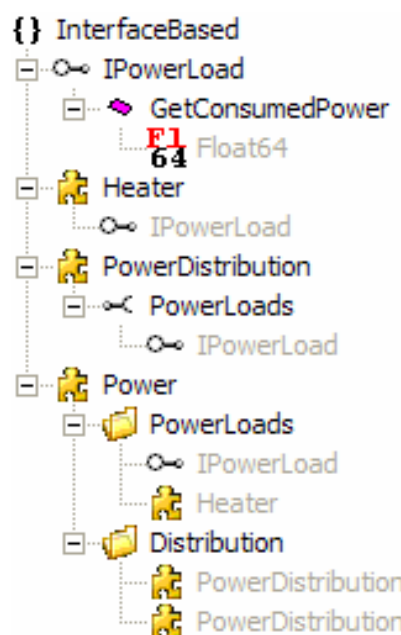 {} InterfaceBased
IPowerLoad
GetConsumedPower
Fl
64 Float64
Heater
IPowerLoad
PowerDistribution
PowerLoads
IPowerLoad
Power
PowerLoads
IPowerLoad
Heater
Distribution
PowerDistribution
PowerDistribution